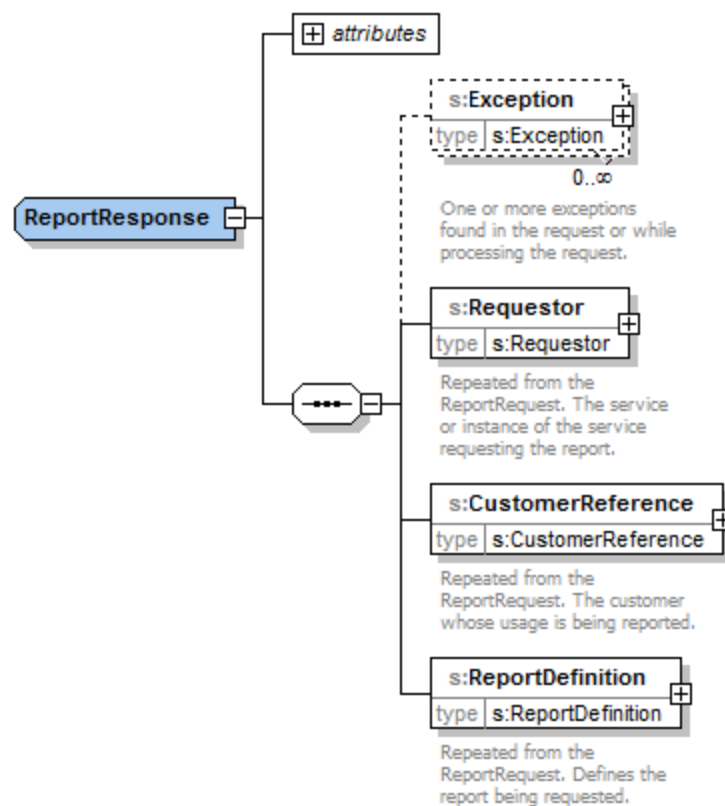 attributes
s:Exception
type s:Exception
0..∞
One or more exceptions
found in the request or while
processing the request.
ReportResponse
s:Requestor
type s:Requestor
Repeated from the
ReportRequest. The service
or instance of the service
requesting the report.
s:CustomerReference
type s:CustomerReference
Repeated from the
ReportRequest. The customer
whose usage is being reported.
s:ReportDefinition
type s:ReportDefinition
Repeated from the
ReportRequest. Defines the
report being requested.